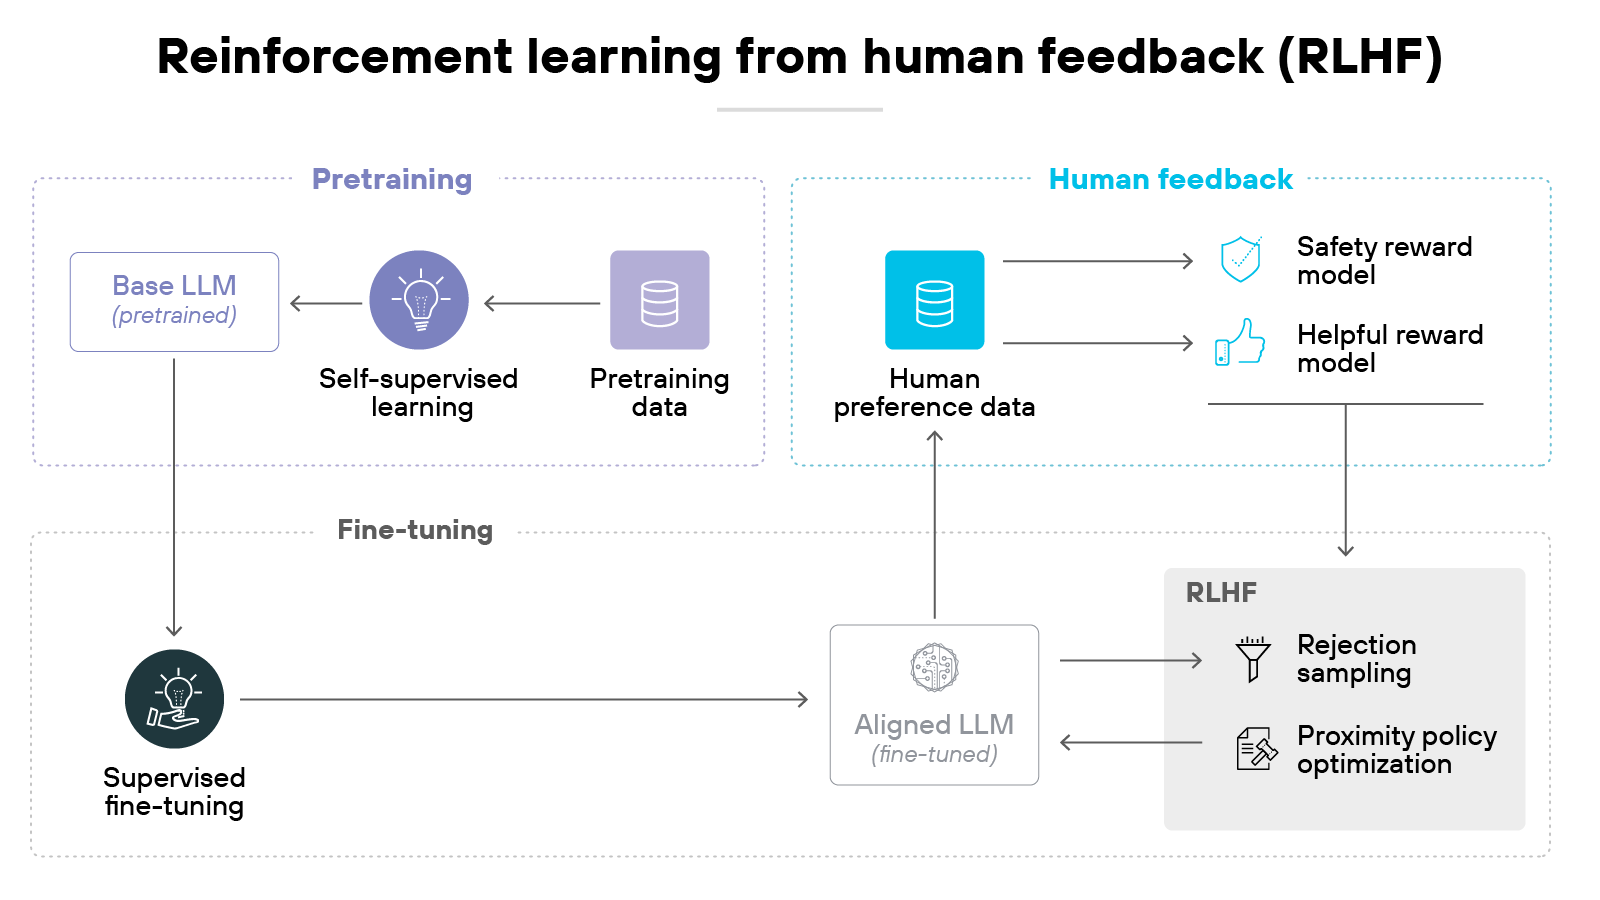 Reinforcement learning from human feedback (RLHF)
Pretraining
Base LLM
(pretrained)
Self-supervised
learning
Pretraining
data
Human feedback
Human
preference data
Safety reward
model
Helpful reward
model
Fine-tuning
Supervised
fine-tuning
Aligned LLM
(fine-tuned)
RLHF
Rejection
sampling
Proximity policy
optimization